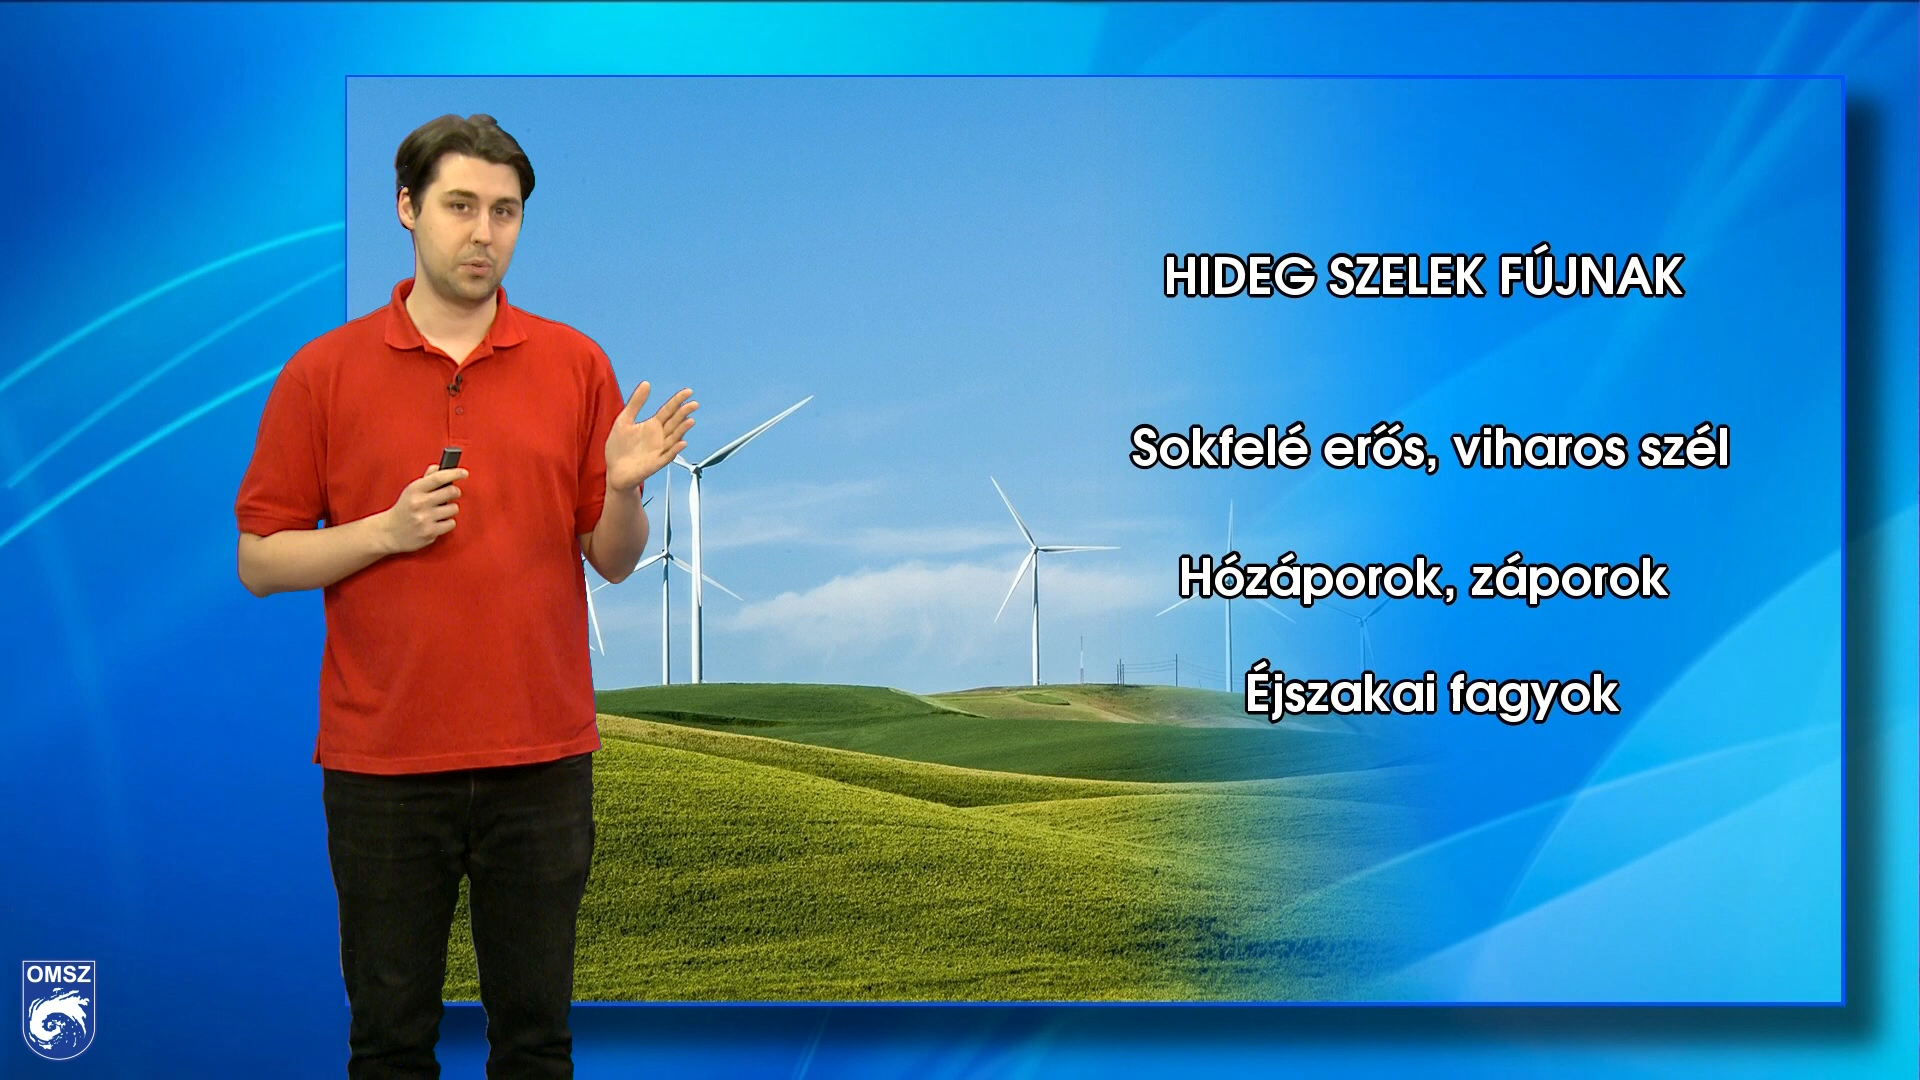 HIDEG SZELEK FÚJNAK
Sokfelé erős, viharos szél
Hózáporok, záporok
Éjszakai fagyok
OMSZ